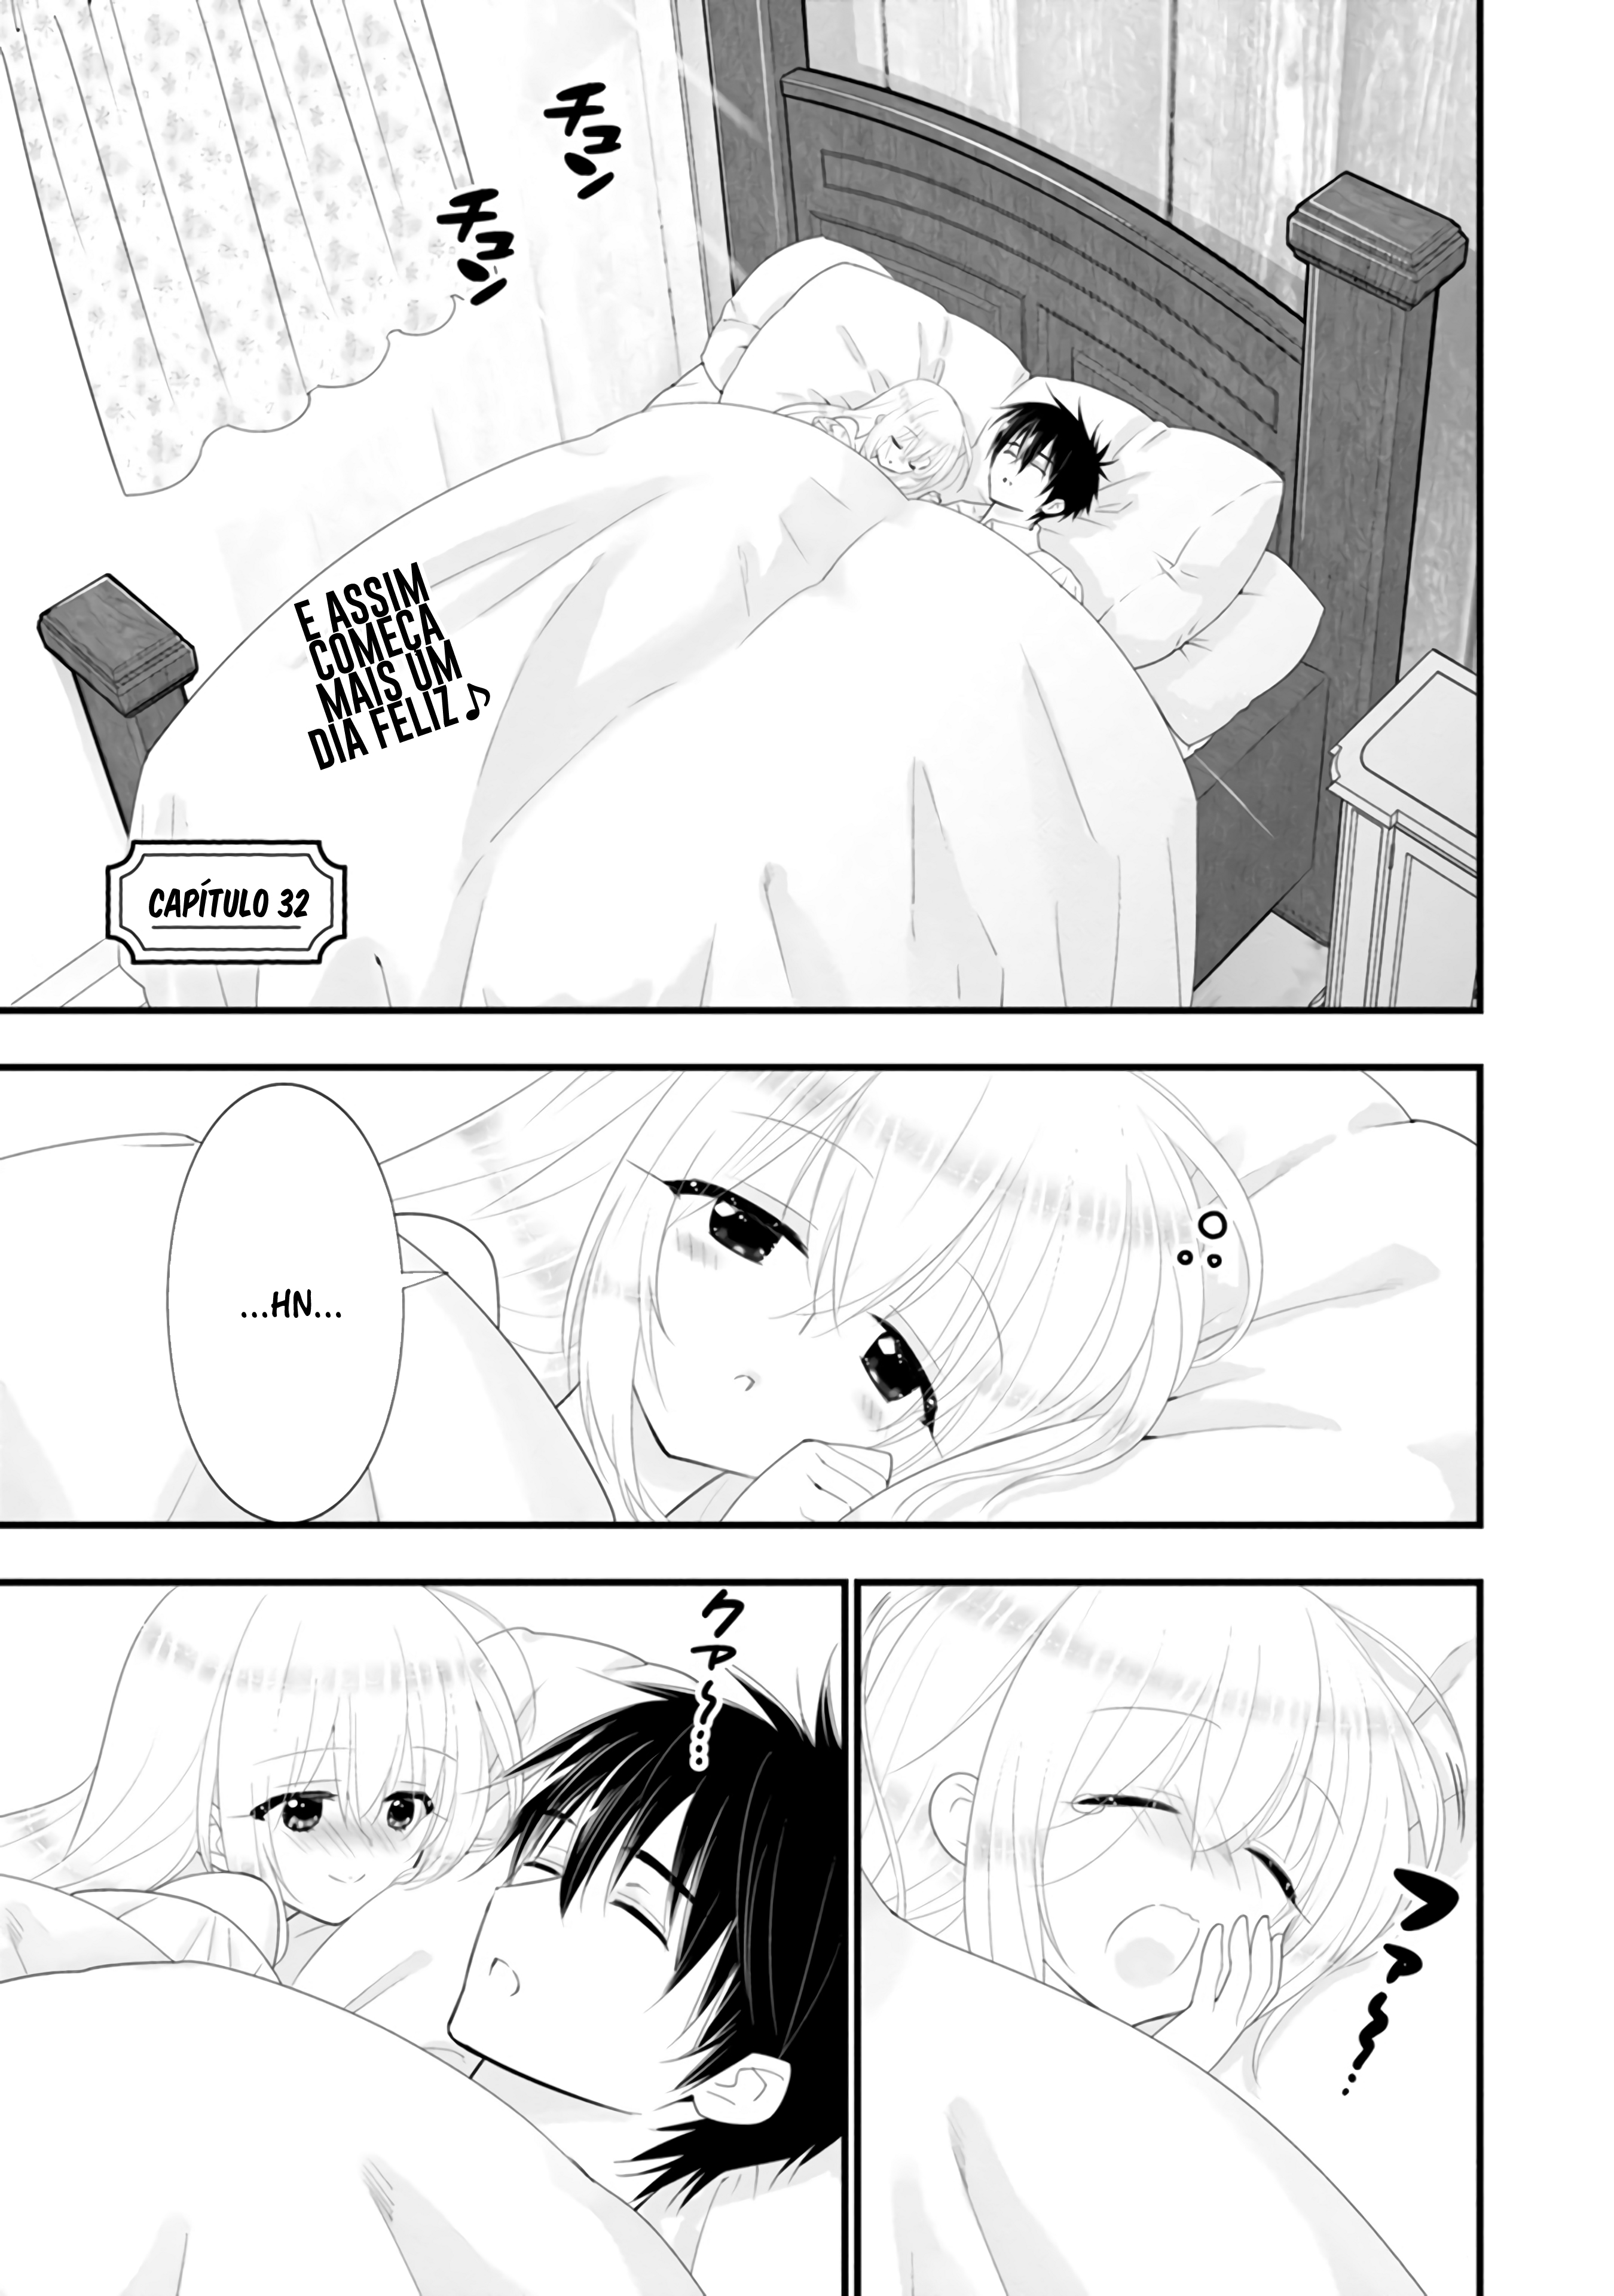 チュン
チュン
E ASSIM
COMEÇA
MAIS UM
DIA FELIZ♪
CAPÍTULO 32
...HN...
ファ〜…
クァ〜……